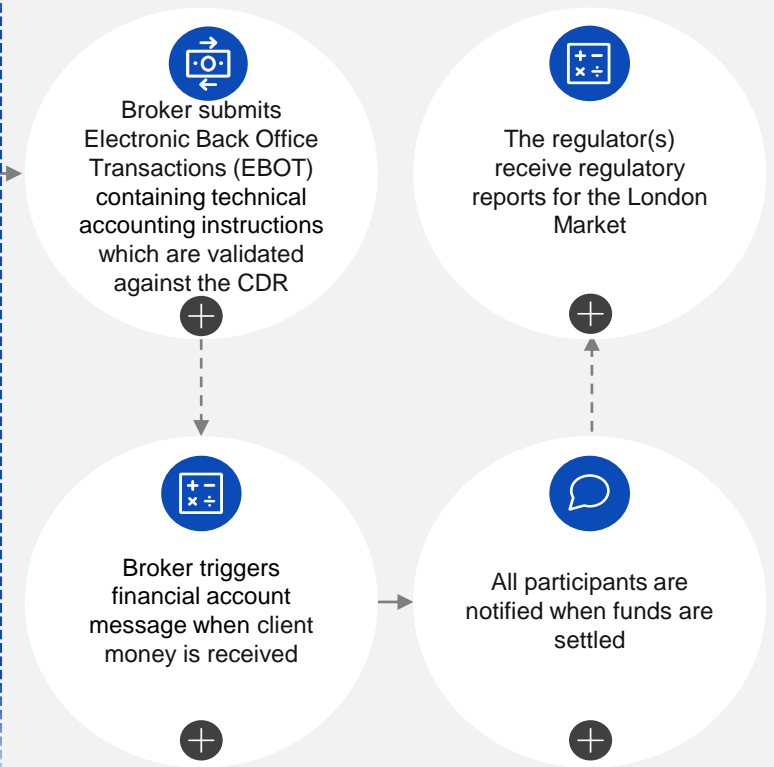 Broker submits
Electronic Back Office
Transactions (EBOT)
containing technical
accounting instructions
which are validated
against the CDR
The regulator(s)
receive regulatory
reports for the London
Market
Broker triggers
financial account
message when client
money is received
All participants are
notified when funds are
settled